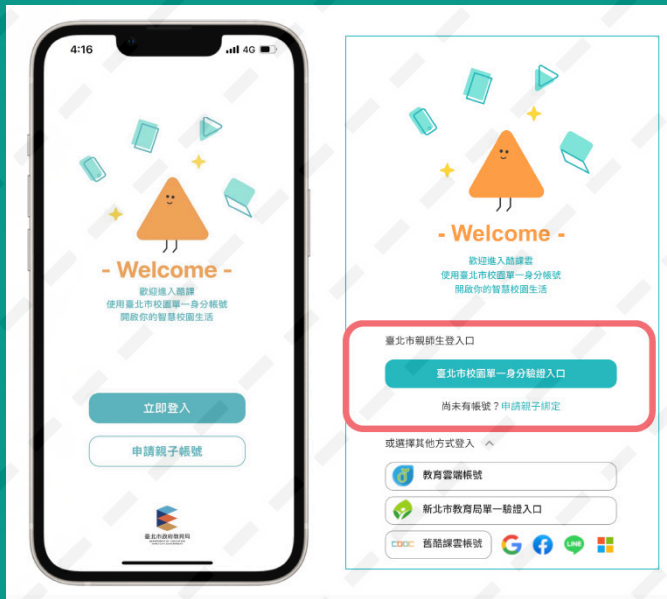 4:16
4G
- Welcome -
歡迎進入酷課
使用臺北市校園單一身分帳號
開啟你的智慧校園生活
立即登入
申請親子帳號
臺北市政府教育局
- Welcome -
歡迎進入酷課雲
使用臺北市校園單一身分帳號
開啟你的智慧校園生活
臺北市親師生登入口
臺北市校園單一身分驗證入口
尚未有帳號？申請親子綁定
或選擇其他方式登入
教育雲端帳號
新北市教育局單一驗證入口
COOC 舊酷課雲帳號
LINE